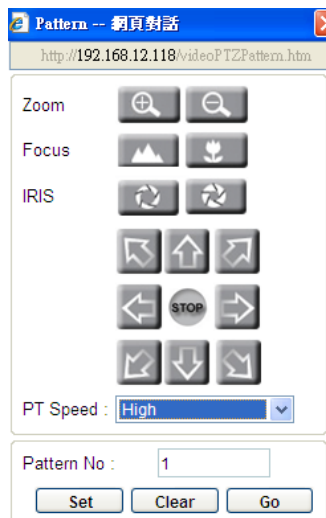 Pattern -- 網頁對話
http://192.168.12.118/videoPTZPattern.htm
Zoom
Focus
IRIS
STOP
PT Speed : High
Pattern No : 1
Set Clear Go